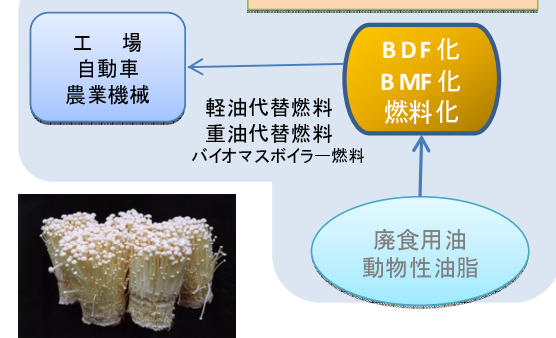 工　場
自動車
農業機械
BDF化
BMF化
燃料化
軽油代替燃料
重油代替燃料
バイオマスボイラー燃料
廃食用油
動物性油脂